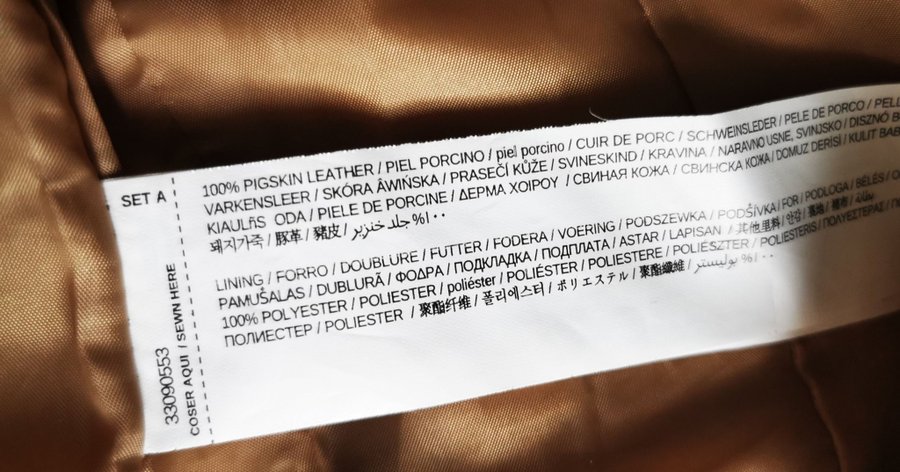 SET A
100% PIGSKIN LEATHER / PIEL PORCINO / piel porcino / CUIR DE PORC / SCHWEINSLEDER / PELE DE PORCO / PELL
VARKENSLEER / SKÓRA ÂWIŃSKA / PRASEČÍ KŮŽE / SVINESKIND / KRAVINA / NARAVNO USNE, SVINJSKO / DISZNÓ B
KIAULÑS ODA / PIELE DE PORCINE / ΔΕΡΜΑ ΧΟΙΡΟΥ / СВИНАЯ КОЖА / СВИНСКА КОЖА / DOMUZ DERİSİ / KULIT BAB
돼지가죽 / 豚革 / 豬皮 / جلد خنزير %١٠٠
LINING / FORRO / DOUBLURE / FUTTER / FODERA / VOERING / PODSZEWKA / PODŠÍVKA / FOR / PODLOGA / BÉLÉS / O
PAMUŠALAS / DUBLURĂ / ΦΟΔΡΑ / ПОДКЛАДКА / ПОДПЛАТА / ASTAR / LAPISAN / 其他里料 / 안감 / 裏地 / 裡布 / بطانة
100% POLYESTER / POLIESTER / poliéster / POLIÉSTER / POLIESTERE / POLIÉSZTER / POLIESTERIS / ПОЛУЕСТЕРАΣ / П
ПОЛИЕСТЕР / POLIESTER / 聚酯纤维 / 폴리에스터 / ポリエステル / 聚酯纖維 / بوليستر %١٠٠
33090553
COSER AQUI / SEWN HERE